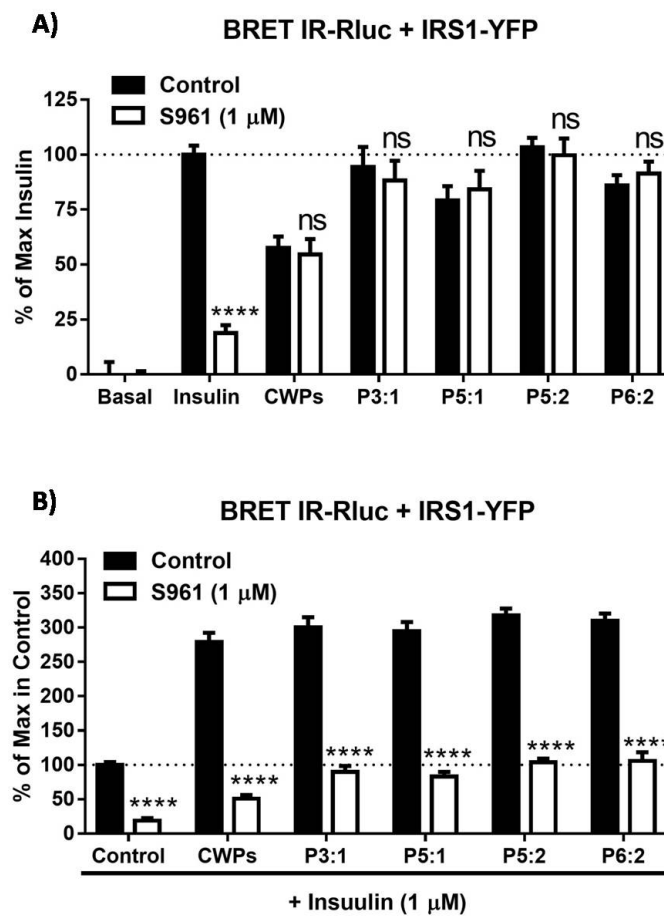 A)
BRET IR-Rluc + IRS1-YFP
Control
S961 (1 μM)
% of Max Insulin
125
100
75
50
25
0
****
ns
ns
ns
ns
ns
Basal Insulin CWPs P3:1 P5:1 P5:2 P6:2
B)
BRET IR-Rluc + IRS1-YFP
Control
S961 (1 μM)
% of Max in Control
400
350
300
250
200
150
100
50
0
****
****
****
****
****
****
Control CWPs P3:1 P5:1 P5:2 P6:2
+ Insuulin (1 μM)